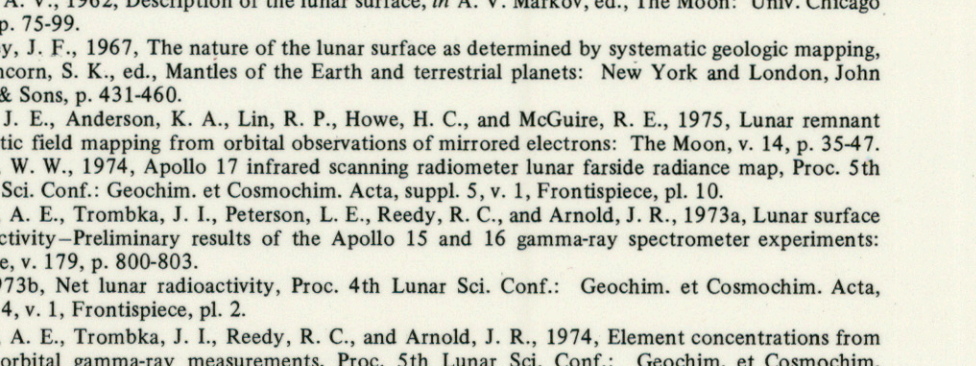 A. V., 1962, Description of the lunar surface, in A. V. Markov, ed., The Moon: Univ. Chicago
p. 75-99.
y, J. F., 1967, The nature of the lunar surface as determined by systematic geologic mapping,
ncorn, S. K., ed., Mantles of the Earth and terrestrial planets: New York and London, John
& Sons, p. 431-460.
J. E., Anderson, K. A., Lin, R. P., Howe, H. C., and McGuire, R. E., 1975, Lunar remnant
tic field mapping from orbital observations of mirrored electrons: The Moon, v. 14, p. 35-47.
W. W., 1974, Apollo 17 infrared scanning radiometer lunar farside radiance map, Proc. 5th
Sci. Conf.: Geochim. et Cosmochim. Acta, suppl. 5, v. 1, Frontispiece, pl. 10.
A. E., Trombka, J. I., Peterson, L. E., Reedy, R. C., and Arnold, J. R., 1973a, Lunar surface
ctivity—Preliminary results of the Apollo 15 and 16 gamma-ray spectrometer experiments:
e, v. 179, p. 800-803.
973b, Net lunar radioactivity, Proc. 4th Lunar Sci. Conf.: Geochim. et Cosmochim. Acta,
4, v. 1, Frontispiece, pl. 2.
A. E., Trombka, J. I., Reedy, R. C., and Arnold, J. R., 1974, Element concentrations from
orbital gamma-ray measurements, Proc. 5th Lunar Sci. Conf.: Geochim. et Cosmochim.